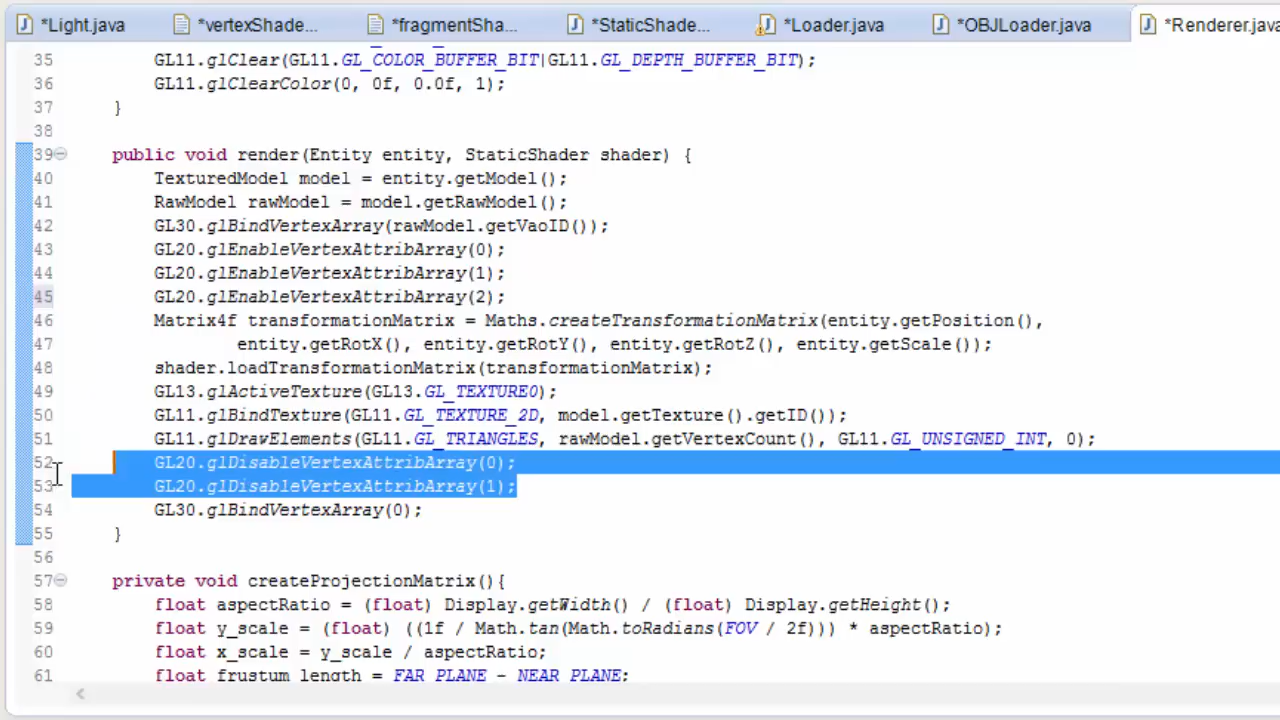 *Light.java *vertexShade... *fragmentSha... *StaticShade... *Loader.java *OBJLoader.java *Renderer.java
35 GL11.glClear(GL11.GL_COLOR_BUFFER_BIT|GL11.GL_DEPTH_BUFFER_BIT);
36 GL11.glClearColor(0, 0f, 0.0f, 1);
37 }
38
39 public void render(Entity entity, StaticShader shader) {
40 TexturedModel model = entity.getModel();
41 RawModel rawModel = model.getRawModel();
42 GL30.glBindVertexArray(rawModel.getVaoID());
43 GL20.glEnableVertexAttribArray(0);
44 GL20.glEnableVertexAttribArray(1);
45 GL20.glEnableVertexAttribArray(2);
46 Matrix4f transformationMatrix = Maths.createTransformationMatrix(entity.getPosition(),
47 entity.getRotX(), entity.getRotY(), entity.getRotZ(), entity.getScale());
48 shader.loadTransformationMatrix(transformationMatrix);
49 GL13.glActiveTexture(GL13.GL_TEXTURE0);
50 GL11.glBindTexture(GL11.GL_TEXTURE_2D, model.getTexture().getID());
51 GL11.glDrawElements(GL11.GL_TRIANGLES, rawModel.getVertexCount(), GL11.GL_UNSIGNED_INT, 0);
52 GL20.glDisableVertexAttribArray(0);
53 GL20.glDisableVertexAttribArray(1);
54 GL30.glBindVertexArray(0);
55 }
56
57 private void createProjectionMatrix(){
58 float aspectRatio = (float) Display.getWidth() / (float) Display.getHeight();
59 float y_scale = (float) ((1f / Math.tan(Math.toRadians(FOV / 2f))) * aspectRatio);
60 float x_scale = y_scale / aspectRatio;
61 float frustum_length = FAR_PLANE - NEAR_PLANE;